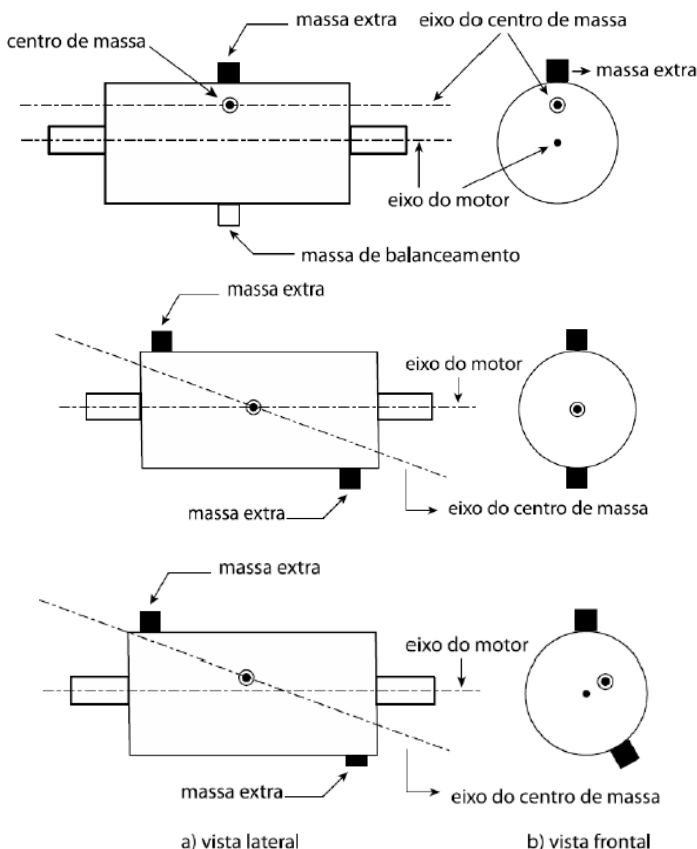 massa extra
eixo do centro de massa
centro de massa
massa extra
eixo do motor
massa de balanceamento
massa extra
eixo do motor
massa extra
eixo do centro de massa
massa extra
eixo do motor
massa extra
eixo do centro de massa
a) vista lateral
b) vista frontal